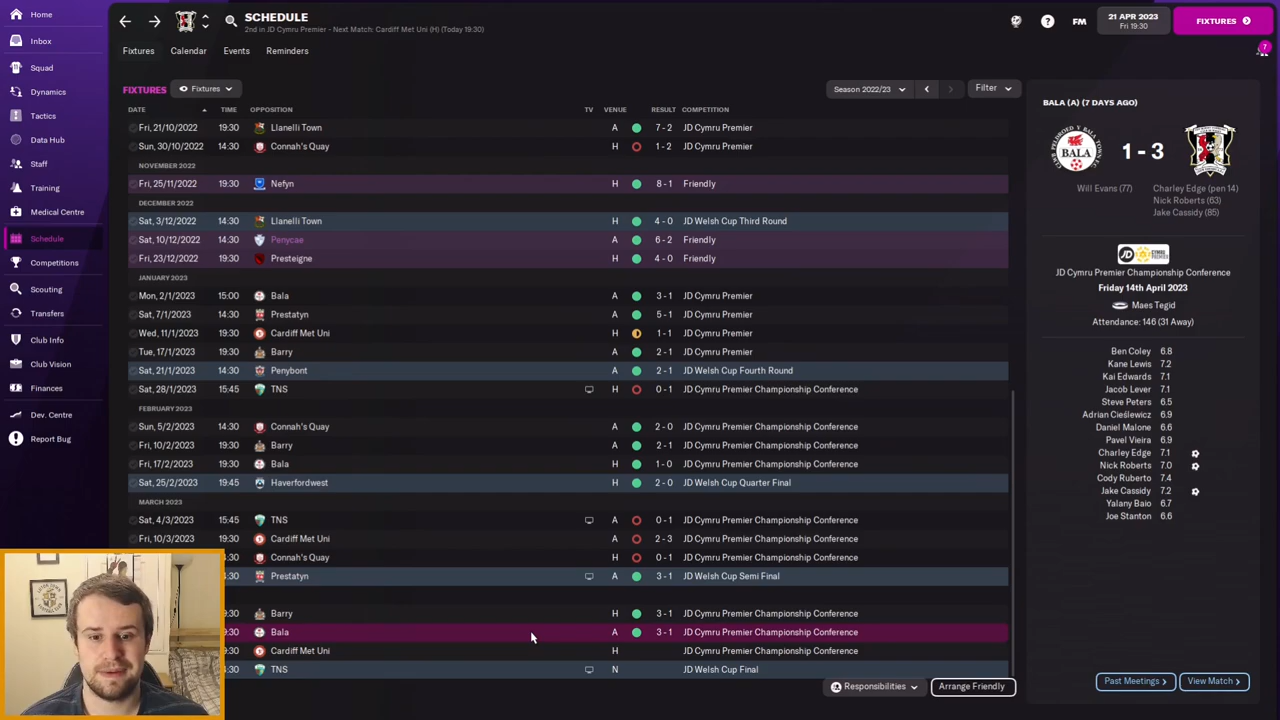 Home
SCHEDULE
2nd in JD Cymru Premier - Next Match: Cardiff Met Uni (H) (Today 19:30)
FM
21 APR 2023
Fri 19:30
FIXTURES
7
Inbox
Squad
Dynamics
Tactics
Data Hub
Staff
Training
Medical Centre
Schedule
Competitions
Scouting
Transfers
Club Info
Club Vision
Finances
Dev. Centre
Report Bug
Fixtures Calendar Events Reminders
FIXTURES Fixtures Season 2022/23 Filter
DATE TIME OPPOSITION TV VENUE RESULT COMPETITION
Fri, 21/10/2022 19:30 Llanelli Town A 7 - 2 JD Cymru Premier
Sun, 30/10/2022 14:30 Connah's Quay H 1 - 2 JD Cymru Premier
NOVEMBER 2022
Fri, 25/11/2022 19:30 Nefyn H 8 - 1 Friendly
DECEMBER 2022
Sat, 3/12/2022 14:30 Llanelli Town H 4 - 0 JD Welsh Cup Third Round
Sat, 10/12/2022 14:30 Penycae A 6 - 2 Friendly
Fri, 23/12/2022 19:30 Presteigne H 4 - 0 Friendly
JANUARY 2023
Mon, 2/1/2023 15:00 Bala A 3 - 1 JD Cymru Premier
Sat, 7/1/2023 14:30 Prestatyn A 5 - 1 JD Cymru Premier
Wed, 11/1/2023 19:30 Cardiff Met Uni H 1 - 1 JD Cymru Premier
Tue, 17/1/2023 19:30 Barry A 2 - 1 JD Cymru Premier
Sat, 21/1/2023 14:30 Penybont A 2 - 1 JD Welsh Cup Fourth Round
Sat, 28/1/2023 15:45 TNS H 0 - 1 JD Cymru Premier Championship Conference
FEBRUARY 2023
Sun, 5/2/2023 14:30 Connah's Quay A 2 - 0 JD Cymru Premier Championship Conference
Fri, 10/2/2023 19:30 Barry A 2 - 1 JD Cymru Premier Championship Conference
Fri, 17/2/2023 19:30 Bala H 1 - 0 JD Cymru Premier Championship Conference
Sat, 25/2/2023 19:45 Haverfordwest H 2 - 0 JD Welsh Cup Quarter Final
MARCH 2023
Sat, 4/3/2023 15:45 TNS A 0 - 1 JD Cymru Premier Championship Conference
Fri, 10/3/2023 19:30 Cardiff Met Uni A 2 - 3 JD Cymru Premier Championship Conference
:30 Connah's Quay H 0 - 1 JD Cymru Premier Championship Conference
:30 Prestatyn A 3 - 1 JD Welsh Cup Semi Final
9:30 Barry H 3 - 1 JD Cymru Premier Championship Conference
9:30 Bala A 3 - 1 JD Cymru Premier Championship Conference
9:30 Cardiff Met Uni H JD Cymru Premier Championship Conference
:30 TNS N JD Welsh Cup Final
Responsibilities Arrange Friendly
BALA (A) (7 DAYS AGO)
BALA
1 - 3
Will Evans (77) Charley Edge (pen 14)
Nick Roberts (63)
Jake Cassidy (85)
JD
JD Cymru Premier Championship Conference
Friday 14th April 2023
Maes Tegid
Attendance: 146 (31 Away)
Ben Coley 6.8
Kane Lewis 7.2
Kai Edwards 7.1
Jacob Lever 7.1
Steve Peters 6.5
Adrian Cieślewicz 6.9
Daniel Malone 6.6
Pavel Vieira 6.9
Charley Edge 7.1
Nick Roberts 7.0
Cody Ruberto 7.4
Jake Cassidy 7.2
Yalany Baio 6.7
Joe Stanton 6.6
Past Meetings View Match